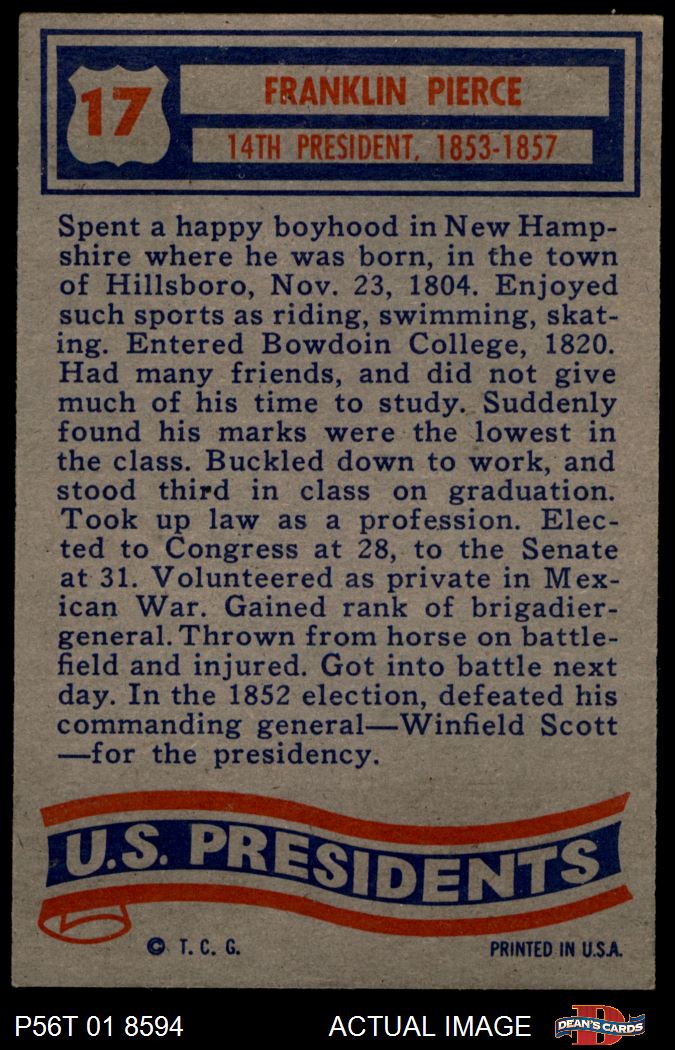 17
FRANKLIN PIERCE
14TH PRESIDENT, 1853-1857
Spent a happy boyhood in New Hamp-
shire where he was born, in the town
of Hillsboro, Nov. 23, 1804. Enjoyed
such sports as riding, swimming, skat-
ing. Entered Bowdoin College, 1820.
Had many friends, and did not give
much of his time to study. Suddenly
found his marks were the lowest in
the class. Buckled down to work, and
stood third in class on graduation.
Took up law as a profession. Elec-
ted to Congress at 28, to the Senate
at 31. Volunteered as private in Mex-
ican War. Gained rank of brigadier-
general. Thrown from horse on battle-
field and injured. Got into battle next
day. In the 1852 election, defeated his
commanding general—Winfield Scott
—for the presidency.
U.S. PRESIDENTS
© T. C. G.
PRINTED IN U.S.A.
P56T 01 8594
ACTUAL IMAGE
D
DEAN'S CARDS